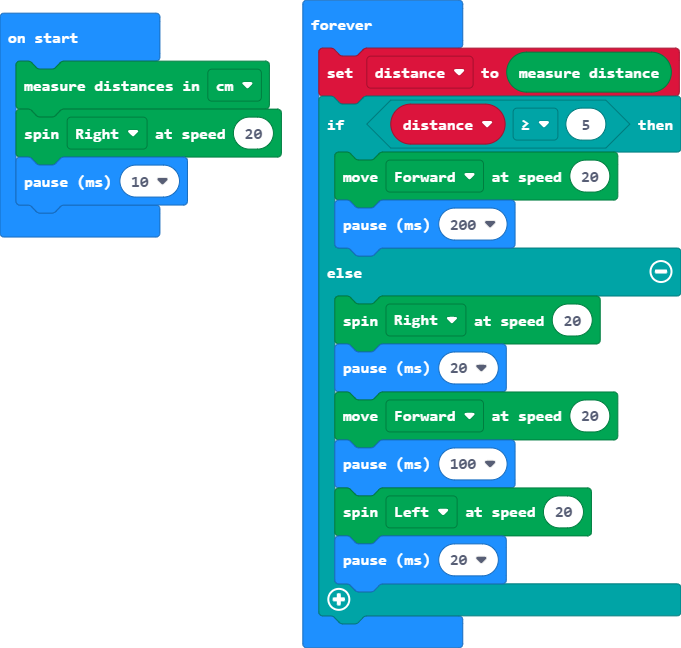 on start
measure distances in cm
spin Right at speed 20
pause (ms) 10
forever
set distance to measure distance
if distance ≥ 5 then
move Forward at speed 20
pause (ms) 200
else
spin Right at speed 20
pause (ms) 20
move Forward at speed 20
pause (ms) 100
spin Left at speed 20
pause (ms) 20